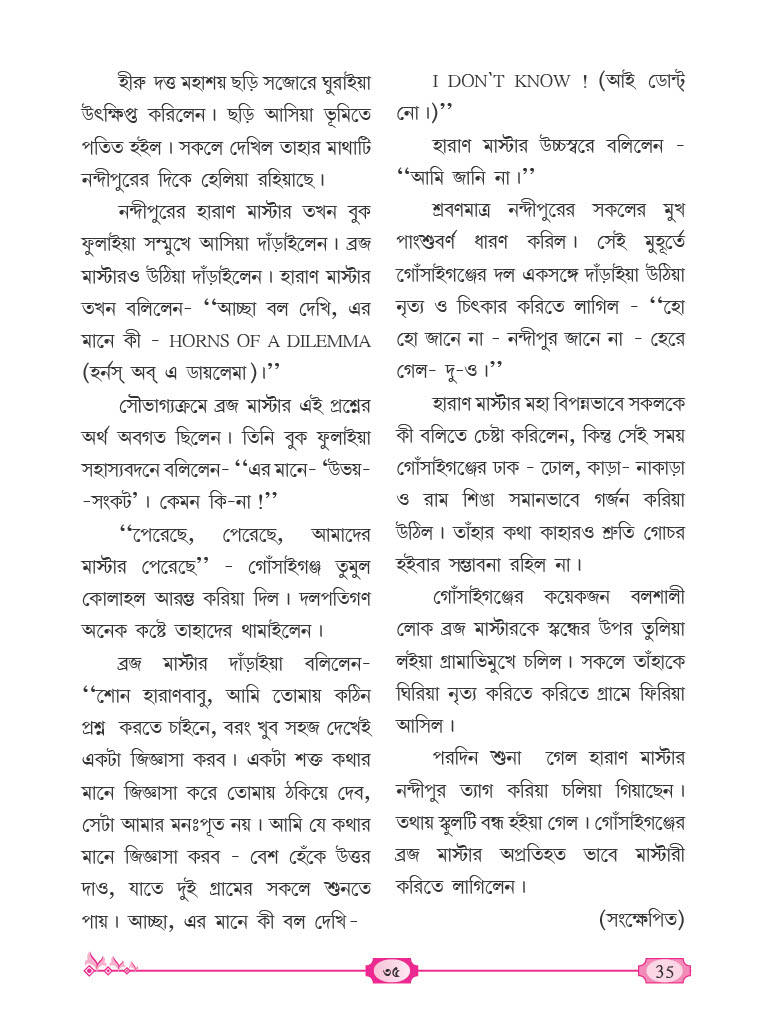 হীরু দত্ত মহাশয় ছড়ি সজোরে ঘুরাইয়া
উৎক্ষিপ্ত করিলেন। ছড়ি আসিয়া ভূমিতে
পতিত হইল। সকলে দেখিল তাহার মাথাটি
নন্দীপুরের দিকে হেলিয়া রহিয়াছে।
নন্দীপুরের হারাণ মাস্টার তখন বুক
ফুলাইয়া সম্মুখে আসিয়া দাঁড়াইলেন। ব্রজ
মাস্টারও উঠিয়া দাঁড়াইলেন। হারাণ মাস্টার
তখন বলিলেন- ‘‘আচ্ছা বল দেখি, এর
মানে কী - HORNS OF A DILEMMA
(হর্নস্ অব্ এ ডায়লেমা)।’’
সৌভাগ্যক্রমে ব্রজ মাস্টার এই প্রশ্নের
অর্থ অবগত ছিলেন। তিনি বুক ফুলাইয়া
সহাস্যবদনে বলিলেন- ‘‘এর মানে- ‘উভয়-
-সংকট’। কেমন কি-না !’’
‘‘পেরেছে, পেরেছে, আমাদের
মাস্টার পেরেছে’’ - গোঁসাইগঞ্জ তুমুল
কোলাহল আরম্ভ করিয়া দিল। দলপতিগণ
অনেক কষ্টে তাহাদের থামাইলেন।
ব্রজ মাস্টার দাঁড়াইয়া বলিলেন-
‘‘শোন হারাণবাবু, আমি তোমায় কঠিন
প্রশ্ন করতে চাইনে, বরং খুব সহজ দেখেই
একটা জিজ্ঞাসা করব। একটা শক্ত কথার
মানে জিজ্ঞাসা করে তোমায় ঠকিয়ে দেব,
সেটা আমার মনঃপূত নয়। আমি যে কথার
মানে জিজ্ঞাসা করব - বেশ হেঁকে উত্তর
দাও, যাতে দুই গ্রামের সকলে শুনতে
পায়। আচ্ছা, এর মানে কী বল দেখি -
I DON’T KNOW ! (আই ডোন্ট্
নো।)’’
হারাণ মাস্টার উচ্চস্বরে বলিলেন -
‘‘আমি জানি না।’’
শ্রবণমাত্র নন্দীপুরের সকলের মুখ
পাংশুবর্ণ ধারণ করিল। সেই মুহূর্তে
গোঁসাইগঞ্জের দল একসঙ্গে দাঁড়াইয়া উঠিয়া
নৃত্য ও চিৎকার করিতে লাগিল - ‘‘হো
হো জানে না - নন্দীপুর জানে না - হেরে
গেল- দু-ও।’’
হারাণ মাস্টার মহা বিপন্নভাবে সকলকে
কী বলিতে চেষ্টা করিলেন, কিন্তু সেই সময়
গোঁসাইগঞ্জের ঢাক - ঢোল, কাড়া- নাকাড়া
ও রাম শিঙা সমানভাবে গর্জন করিয়া
উঠিল। তাঁহার কথা কাহারও শ্রুতি গোচর
হইবার সম্ভাবনা রহিল না।
গোঁসাইগঞ্জের কয়েকজন বলশালী
লোক ব্রজ মাস্টারকে স্কন্ধের উপর তুলিয়া
লইয়া গ্রামাভিমুখে চলিল। সকলে তাঁহাকে
ঘিরিয়া নৃত্য করিতে করিতে গ্রামে ফিরিয়া
আসিল।
পরদিন শুনা গেল হারাণ মাস্টার
নন্দীপুর ত্যাগ করিয়া চলিয়া গিয়াছেন।
তথায় স্কুলটি বন্ধ হইয়া গেল। গোঁসাইগঞ্জের
ব্রজ মাস্টার অপ্রতিহত ভাবে মাস্টারী
করিতে লাগিলেন।
(সংক্ষেপিত)
৩৫
35